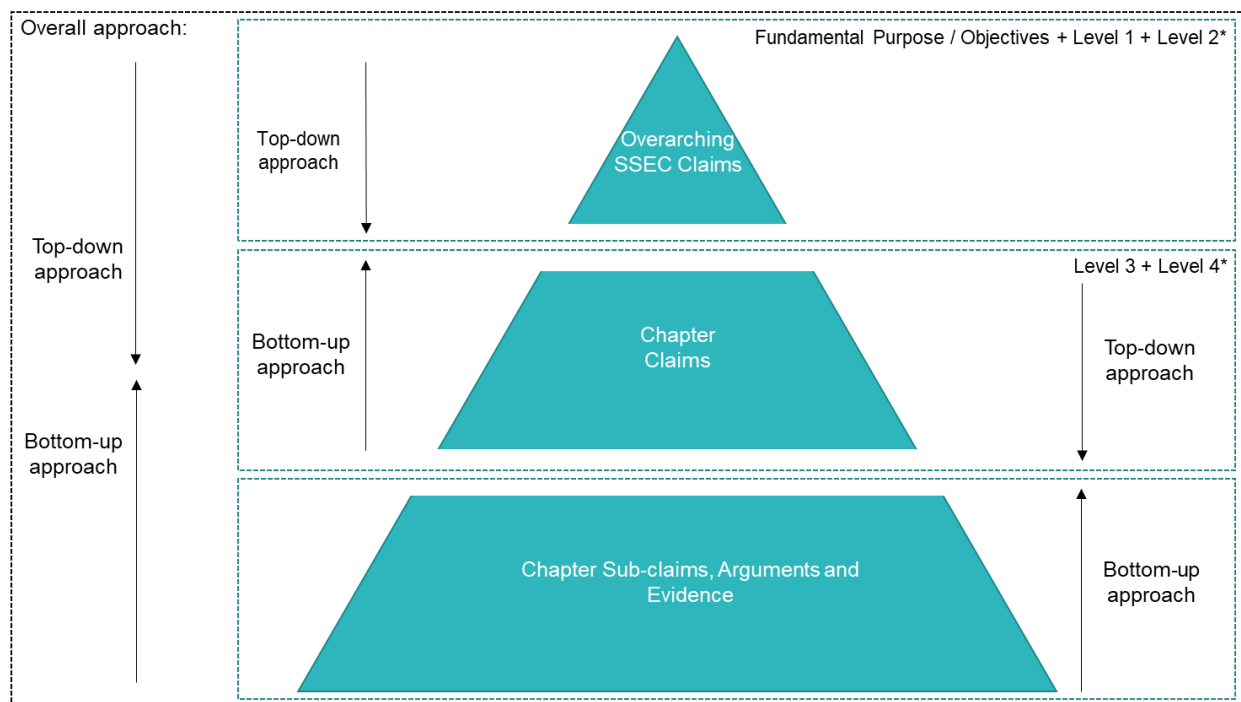 Overall approach:
Fundamental Purpose / Objectives + Level 1 + Level 2*
Top-down
approach
Overarching
SSEC Claims
Top-down
approach
Level 3 + Level 4*
Bottom-up
approach
Chapter
Claims
Top-down
approach
Bottom-up
approach
Chapter Sub-claims, Arguments and
Evidence
Bottom-up
approach